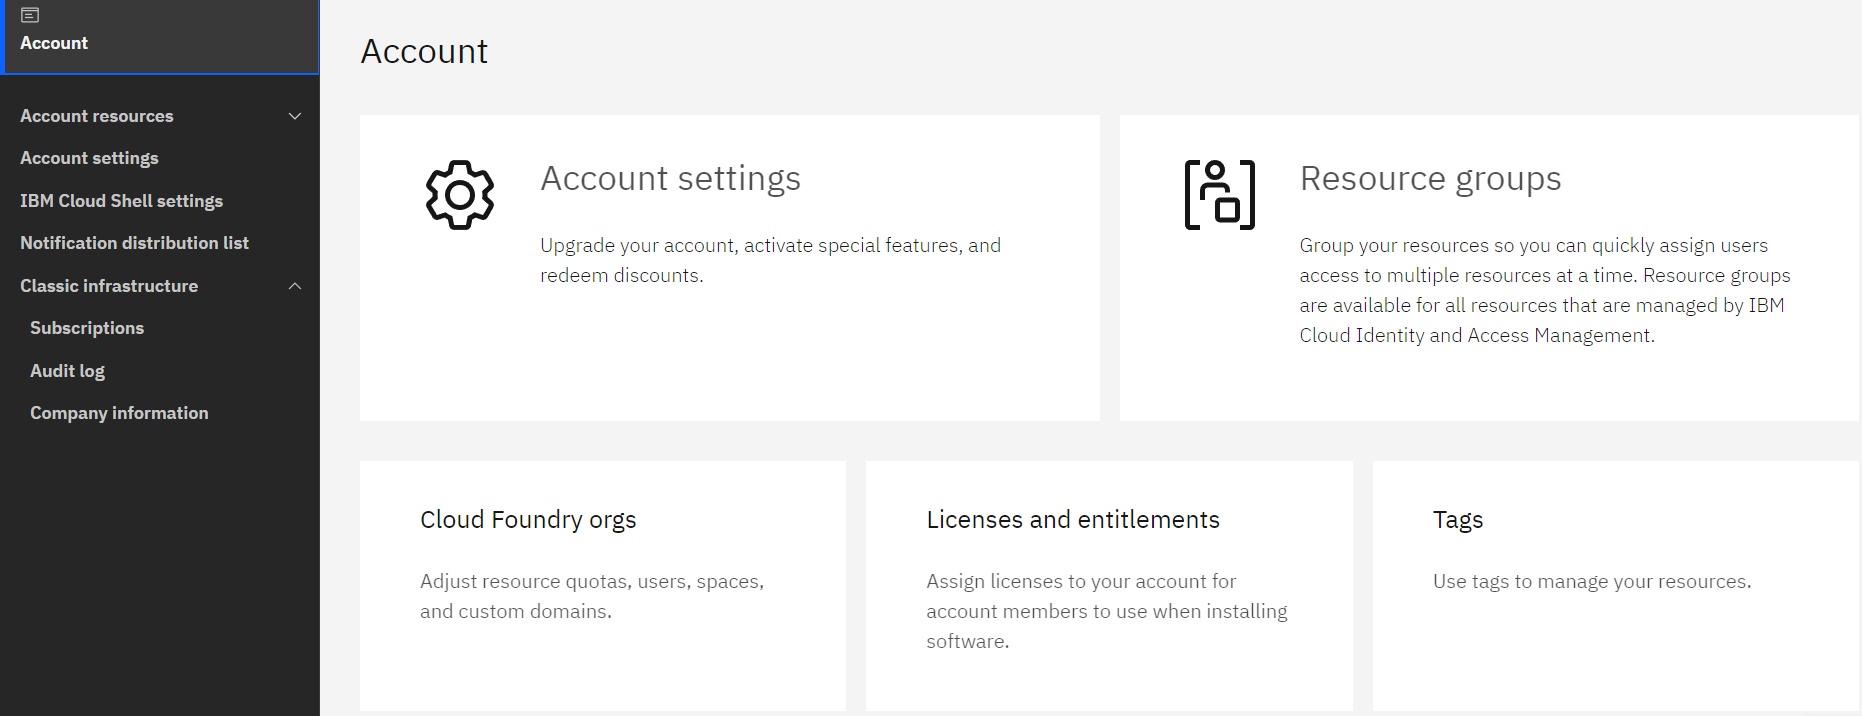 Account
Account resources
Account settings
IBM Cloud Shell settings
Notification distribution list
Classic infrastructure
Subscriptions
Audit log
Company information
Account
Account settings
Upgrade your account, activate special features, and
redeem discounts.
Resource groups
Group your resources so you can quickly assign users
access to multiple resources at a time. Resource groups
are available for all resources that are managed by IBM
Cloud Identity and Access Management.
Cloud Foundry orgs
Adjust resource quotas, users, spaces,
and custom domains.
Licenses and entitlements
Assign licenses to your account for
account members to use when installing
software.
Tags
Use tags to manage your resources.